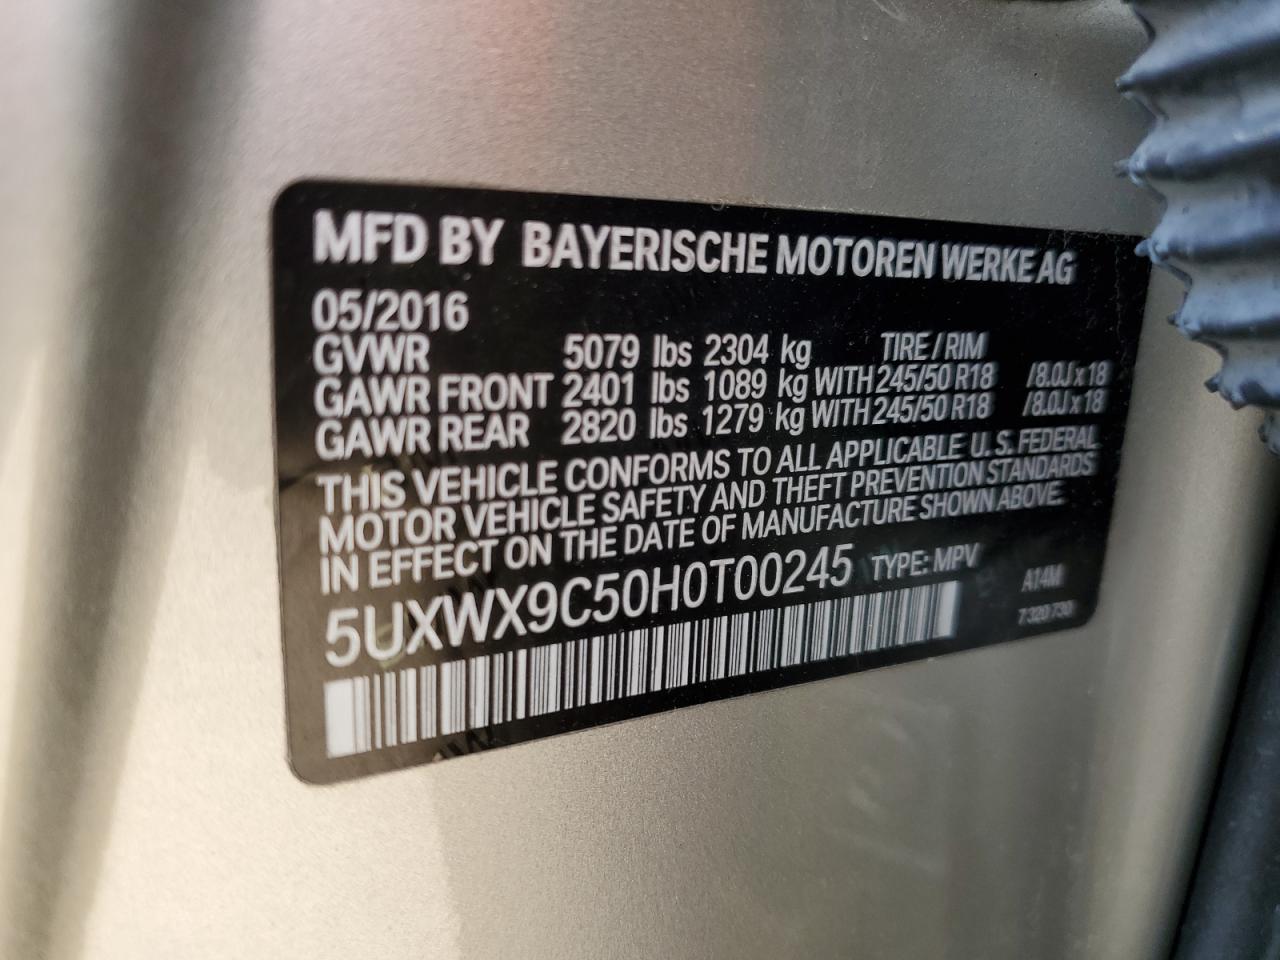 MFD BY BAYERISCHE MOTOREN WERKE AG
05/2016
GVWR 5079 lbs 2304 kg TIRE / RIM
GAWR FRONT 2401 lbs 1089 kg WITH 245/50 R18 /8.0J x 18
GAWR REAR 2820 lbs 1279 kg WITH 245/50 R18 /8.0J x 18
THIS VEHICLE CONFORMS TO ALL APPLICABLE U. S. FEDERAL
MOTOR VEHICLE SAFETY AND THEFT PREVENTION STANDARDS
IN EFFECT ON THE DATE OF MANUFACTURE SHOWN ABOVE.
5UXWX9C50H0T00245 TYPE: MPV A14M
7 320 730